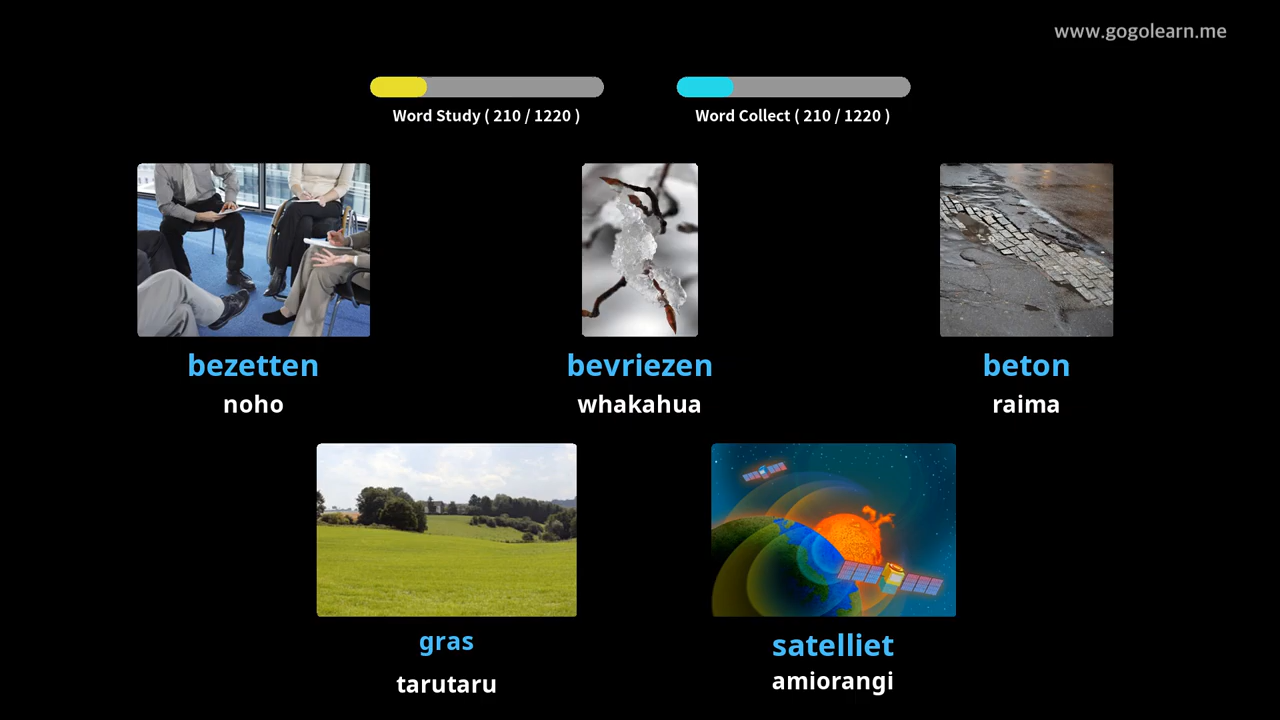 www.gogolearn.me
Word Study ( 210 / 1220 )
Word Collect ( 210 / 1220 )
bezetten
noho
bevriezen
whakahua
beton
raima
gras
tarutaru
satelliet
amiorangi